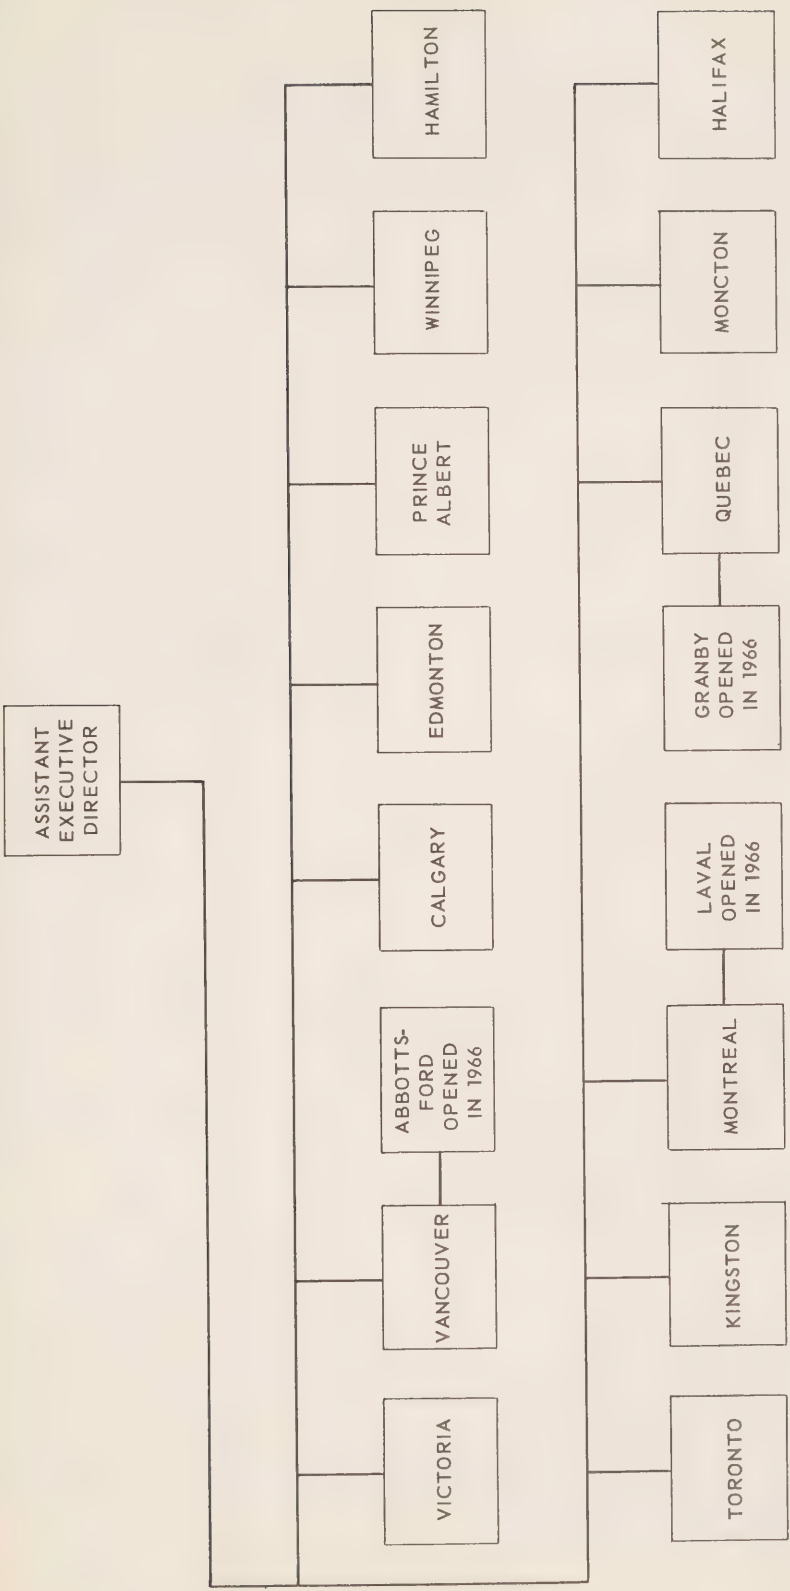 ASSISTANT
EXECUTIVE
DIRECTOR
VICTORIA
VANCOUVER
ABBOTTS-
FORD
OPENED
IN 1966
CALGARY
EDMONTON
PRINCE
ALBERT
WINNIPEG
HAMILTON
TORONTO
KINGSTON
MONTREAL
LAVAL
OPENED
IN 1966
GRANBY
OPENED
IN 1966
QUEBEC
MONCTON
HALIFAX